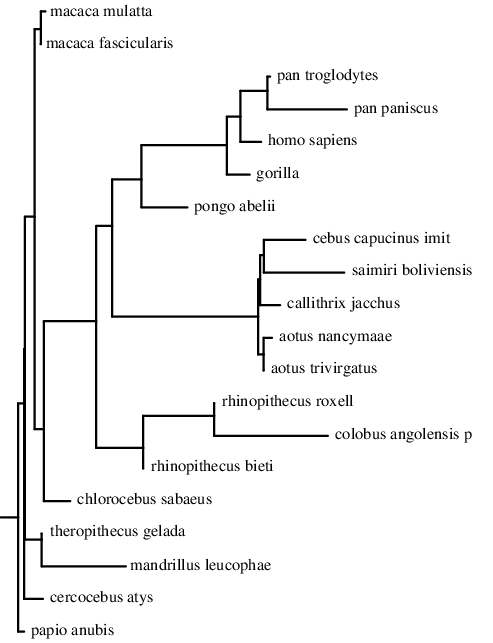 macaca mulatta
macaca fascicularis
pan troglodytes
pan paniscus
homo sapiens
gorilla
pongo abelii
cebus capucinus imit
saimiri boliviensis
callithrix jacchus
aotus nancymaae
aotus trivirgatus
rhinopithecus roxell
colobus angolensis p
rhinopithecus bieti
chlorocebus sabaeus
theropithecus gelada
mandrillus leucophae
cercocebus atys
papio anubis